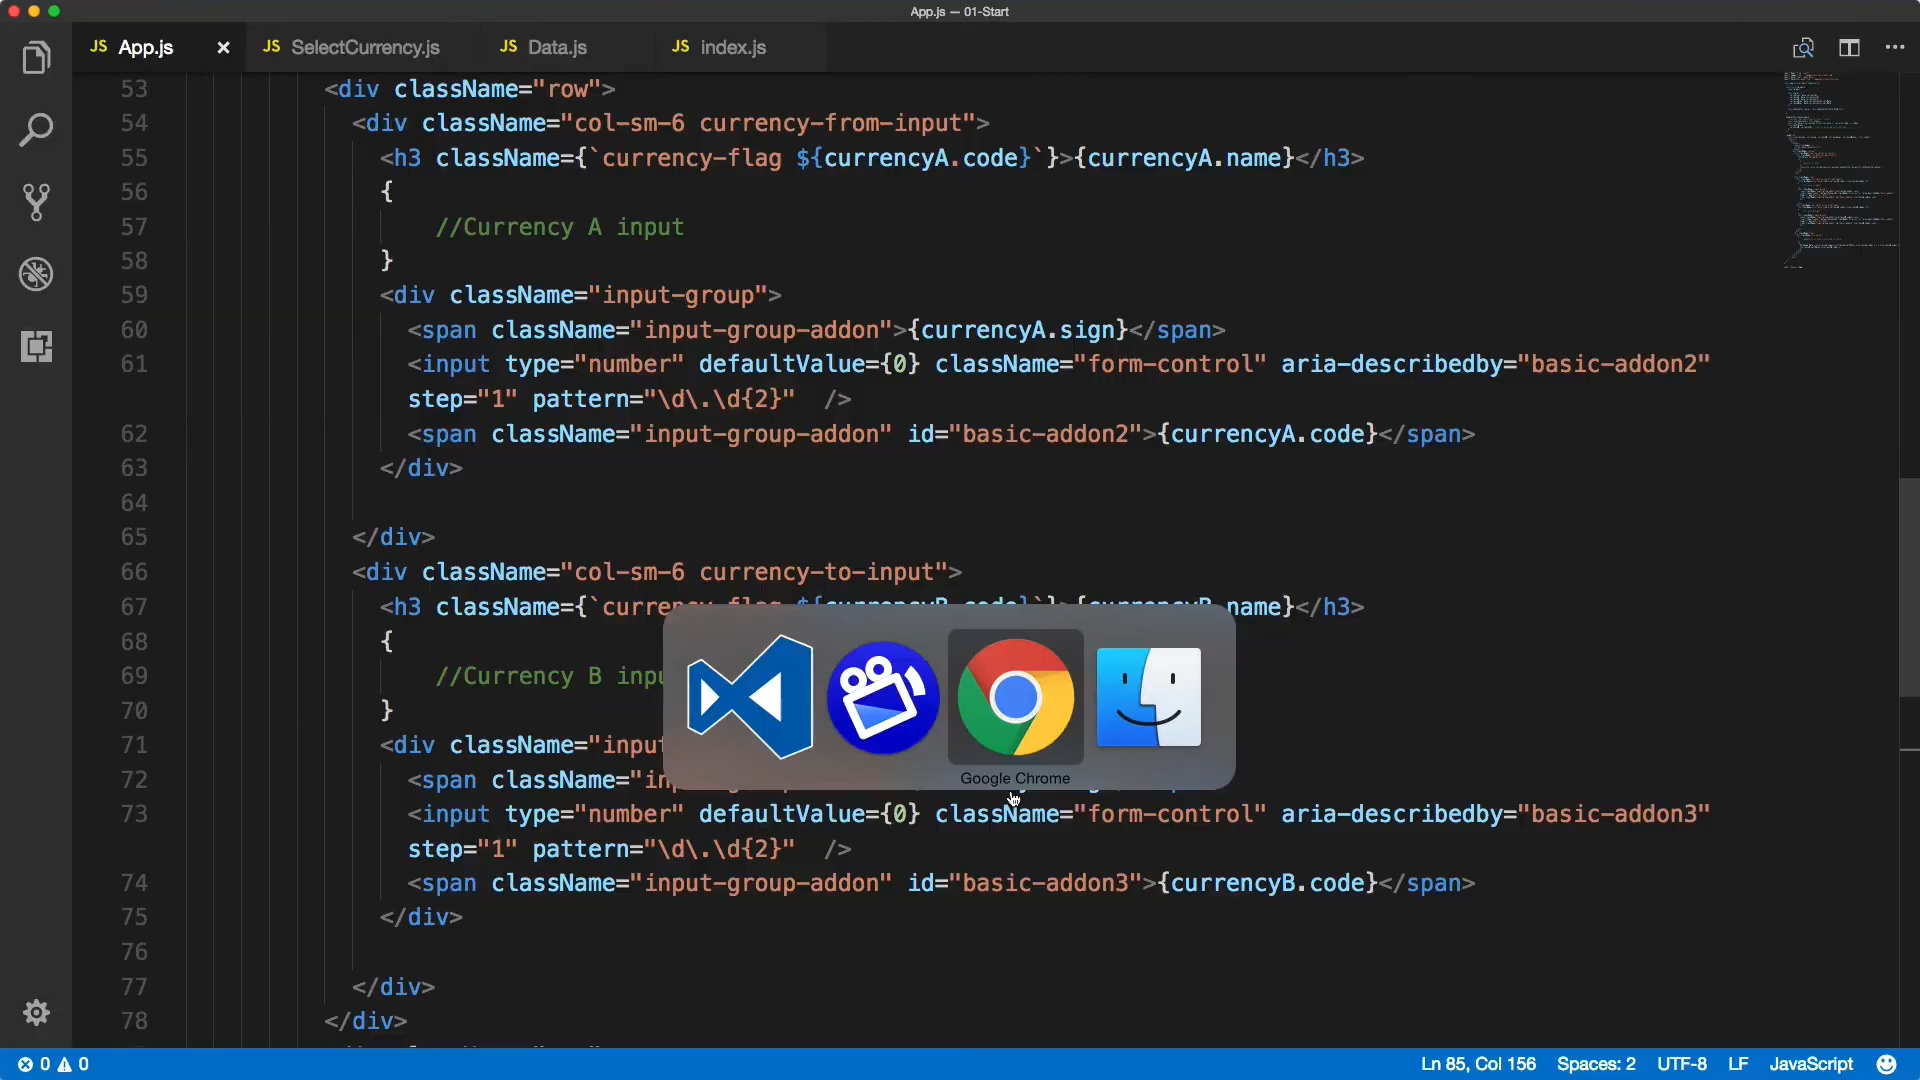 App.js — 01-Start
JS App.js
JS SelectCurrency.js
JS Data.js
JS index.js
53 <div className="row">
54 <div className="col-sm-6 currency-from-input">
55 <h3 className={`currency-flag ${currencyA.code}`}>{currencyA.name}</h3>
56 {
57 //Currency A input
58 }
59 <div className="input-group">
60 <span className="input-group-addon">{currencyA.sign}</span>
61 <input type="number" defaultValue={0} className="form-control" aria-describedby="basic-addon2"
step="1" pattern="\d\.\d{2}" />
62 <span className="input-group-addon" id="basic-addon2">{currencyA.code}</span>
63 </div>
64
65 </div>
66 <div className="col-sm-6 currency-to-input">
67 <h3 className={`currency-flag ${currencyB.code}`}>{currencyB.name}</h3>
68 {
69 //Currency B inpu
70 }
71 <div className="input
72 <span className="in
Google Chrome
73 <input type="number" defaultValue={0} className="form-control" aria-describedby="basic-addon3"
step="1" pattern="\d\.\d{2}" />
74 <span className="input-group-addon" id="basic-addon3">{currencyB.code}</span>
75 </div>
76
77 </div>
78 </div>
0 0
Ln 85, Col 156 Spaces: 2 UTF-8 LF JavaScript